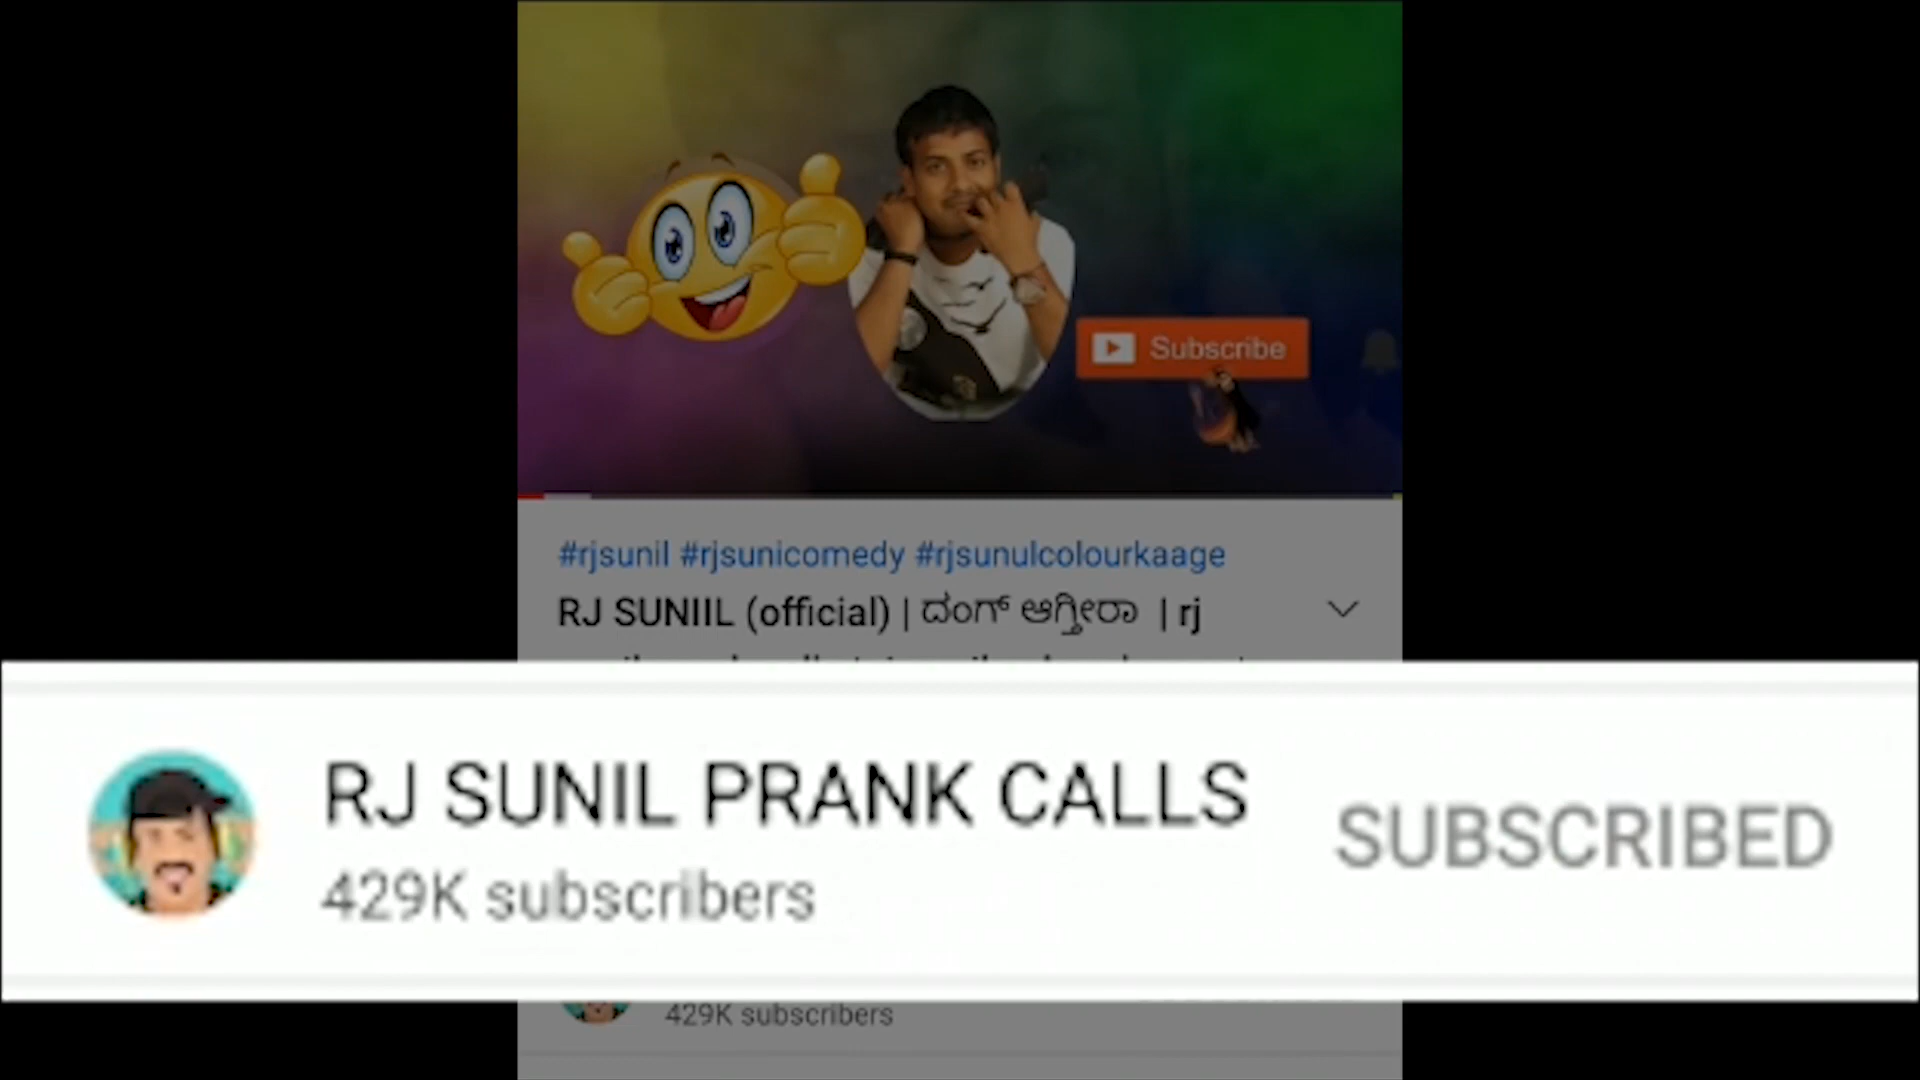 Subscribe
#rjsunil #rjsunicomedy #rjsunulcolourkaage
RJ SUNIIL (official) | ದಂಗ್ ಆಗ್ತೀರಾ | rj
RJ SUNIL PRANK CALLS
429K subscribers
SUBSCRIBED
429K subscribers